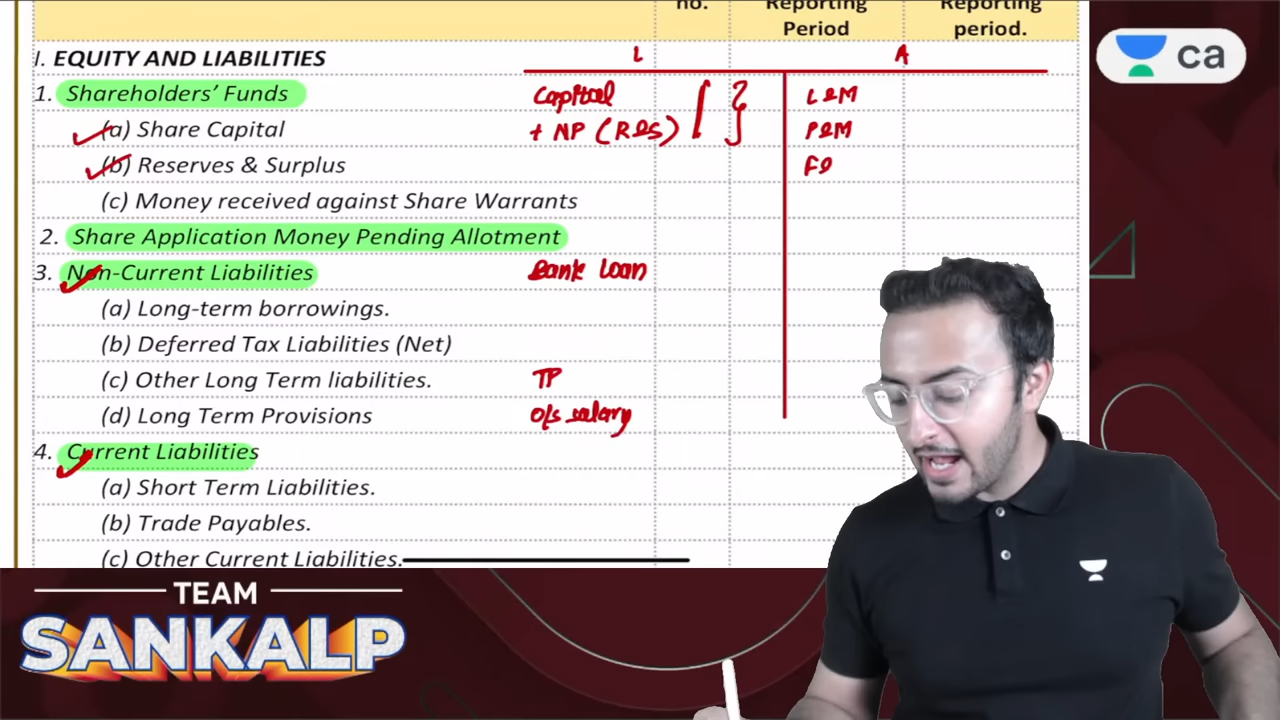 no. Reporting Reporting
Period period.
I. EQUITY AND LIABILITIES L A
1. Shareholders' Funds Capital L&M
(a) Share Capital + NP (R&S) P&M
(b) Reserves & Surplus
(c) Money received against Share Warrants
2. Share Application Money Pending Allotment
3. Non-Current Liabilities Bank loan
(a) Long-term borrowings.
(b) Deferred Tax Liabilities (Net)
(c) Other Long Term liabilities. TP
(d) Long Term Provisions o/s salary
4. Current Liabilities
(a) Short Term Liabilities.
(b) Trade Payables.
(c) Other Current Liabilities.
ca
TEAM
SANKALP